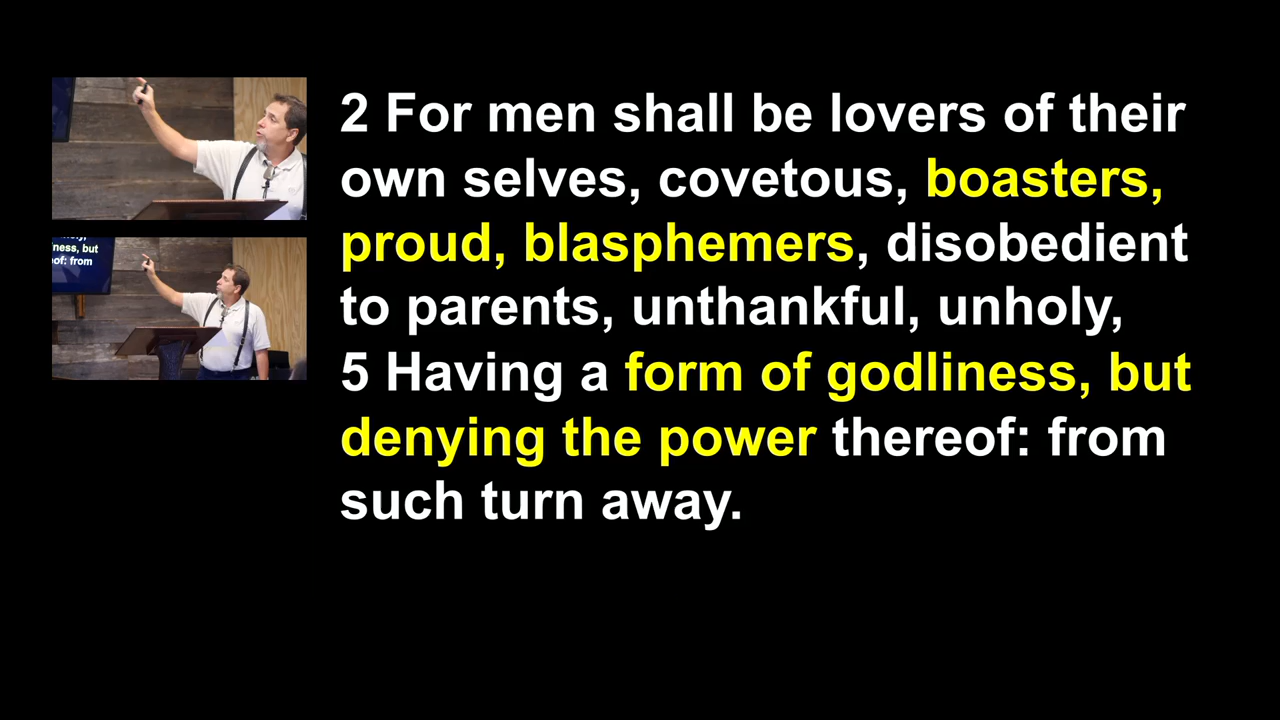 2 For men shall be lovers of their
own selves, covetous, boasters,
proud, blasphemers, disobedient
to parents, unthankful, unholy,
5 Having a form of godliness, but
denying the power thereof: from
such turn away.
ness, but
of: from